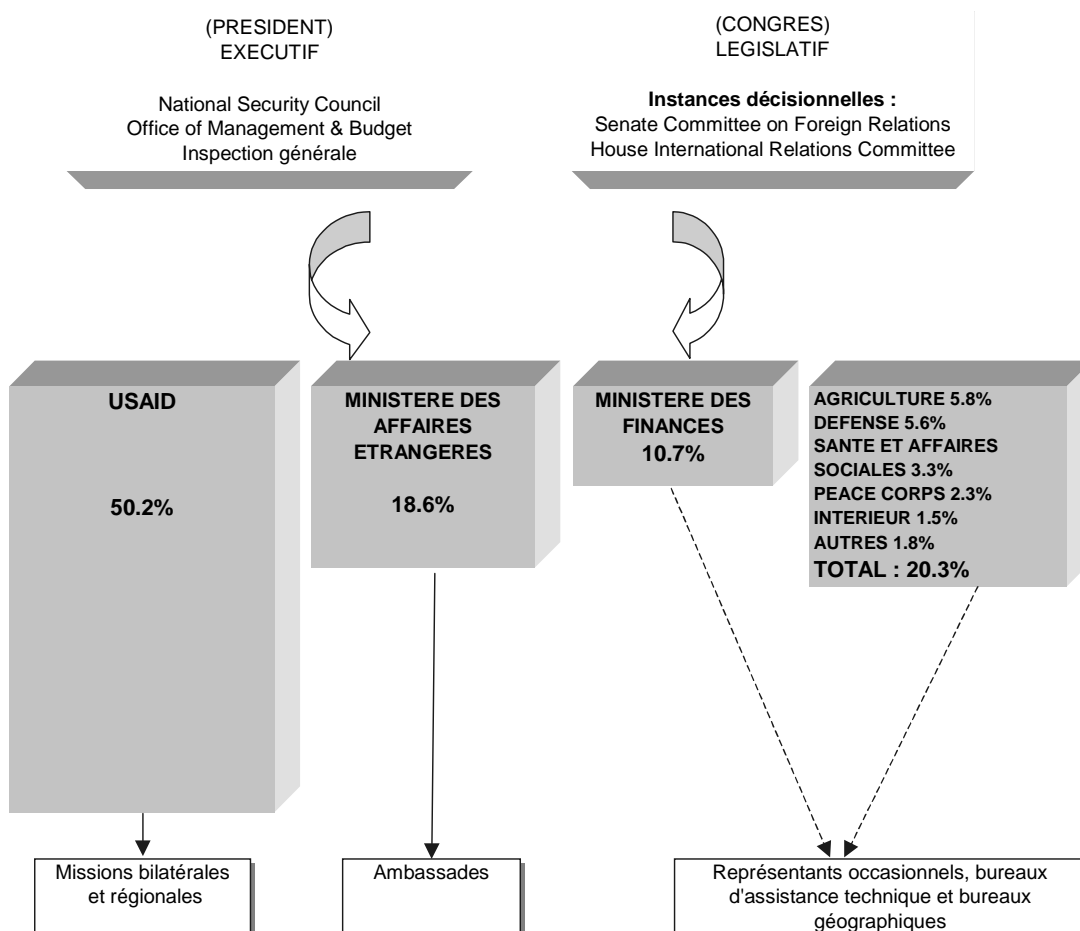 (PRESIDENT)
EXECUTIF
National Security Council
Office of Management & Budget
Inspection générale
(CONGRES)
LEGISLATIF
Instances décisionnelles :
Senate Committee on Foreign Relations
House International Relations Committee
USAID
50.2%
MINISTERE DES
AFFAIRES
ETRANGERES
18.6%
MINISTERE DES
FINANCES
10.7%
AGRICULTURE 5.8%
DEFENSE 5.6%
SANTE ET AFFAIRES
SOCIALES 3.3%
PEACE CORPS 2.3%
INTERIEUR 1.5%
AUTRES 1.8%
TOTAL : 20.3%
Missions bilatérales
et régionales
Ambassades
Représentants occasionnels, bureaux
d'assistance technique et bureaux
géographiques